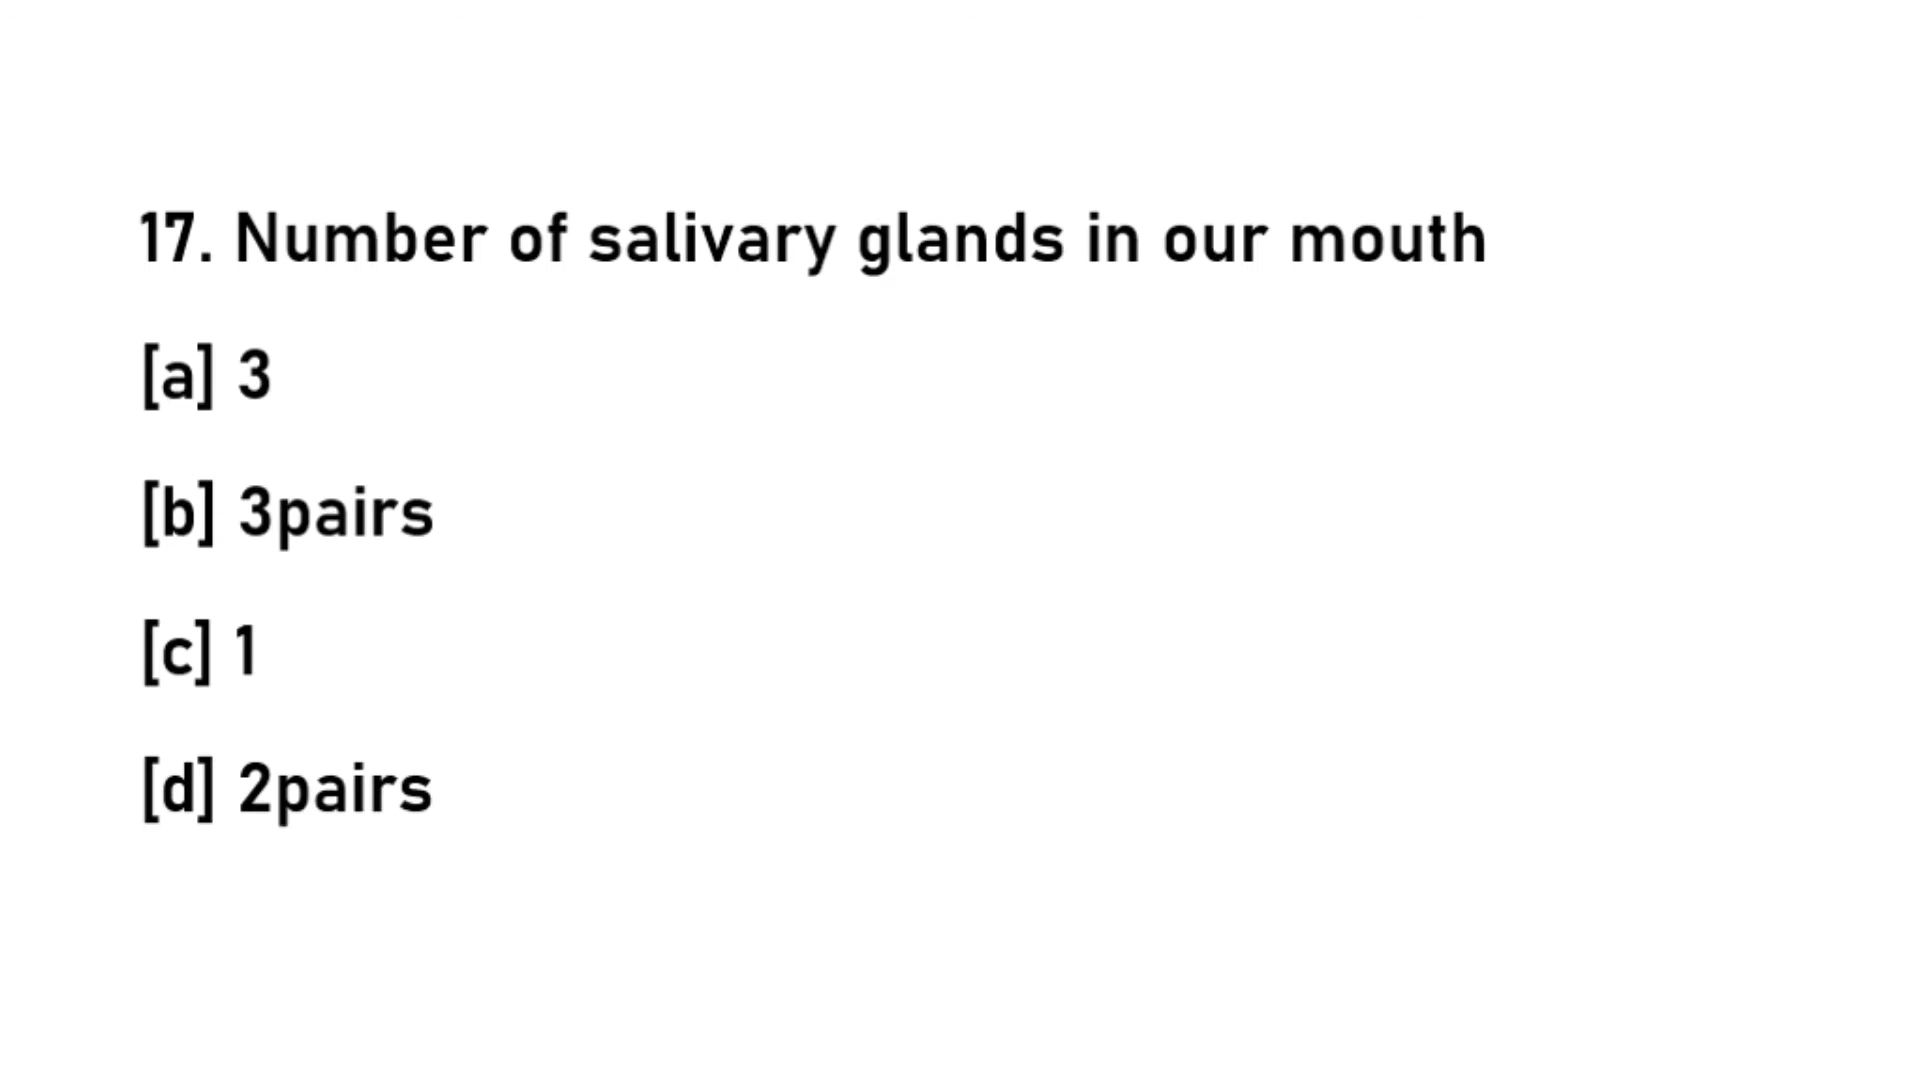 17. Number of salivary glands in our mouth
[a] 3
[b] 3pairs
[c] 1
[d] 2pairs